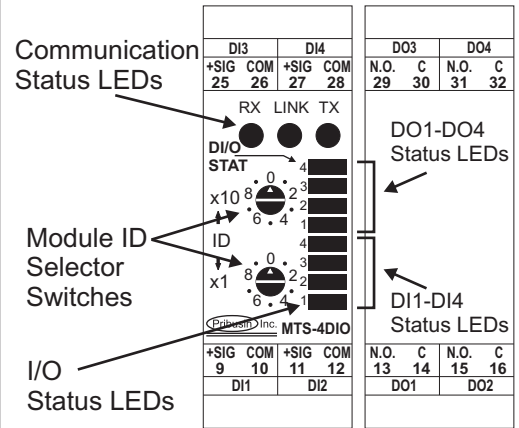 Communication
Status LEDs
DI3 DI4
+SIG COM +SIG COM
25 26 27 28
DO3 DO4
N.O. C N.O. C
29 30 31 32
RX LINK TX
DI/O
STAT
4
3
2
1
4
3
2
1
x10
0
8 2
6 4
ID
x1
0
8 2
6 4
DO1-DO4
Status LEDs
Module ID
Selector
Switches
DI1-DI4
Status LEDs
Pribusin Inc. MTS-4DIO
I/O
Status LEDs
+SIG COM +SIG COM
9 10 11 12
DI1 DI2
N.O. C N.O. C
13 14 15 16
DO1 DO2